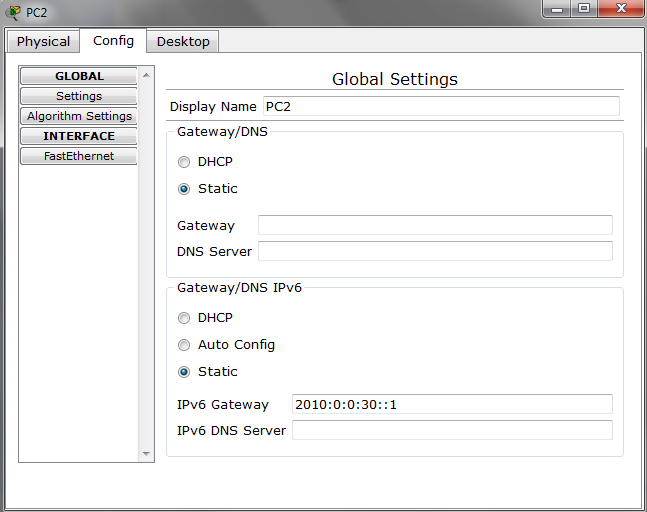 PC2
Physical Config Desktop
GLOBAL
Settings
Algorithm Settings
INTERFACE
FastEthernet
Global Settings
Display Name PC2
Gateway/DNS
DHCP
Static
Gateway
DNS Server
Gateway/DNS IPv6
DHCP
Auto Config
Static
IPv6 Gateway 2010:0:0:30::1
IPv6 DNS Server